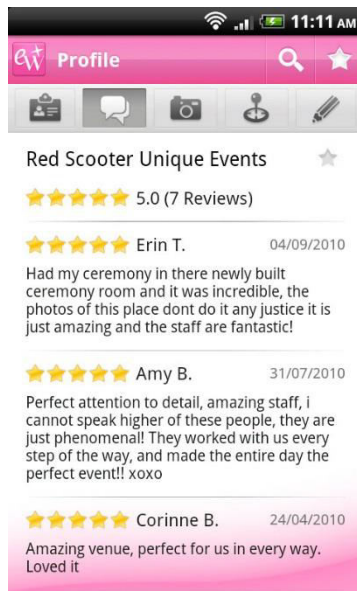 11:11 AM
eW Profile
Red Scooter Unique Events
5.0 (7 Reviews)
Erin T. 04/09/2010
Had my ceremony in there newly built
ceremony room and it was incredible, the
photos of this place dont do it any justice it is
just amazing and the staff are fantastic!
Amy B. 31/07/2010
Perfect attention to detail, amazing staff, i
cannot speak higher of these people, they are
just phenomenal! They worked with us every
step of the way, and made the entire day the
perfect event!! xoxo
Corinne B. 24/04/2010
Amazing venue, perfect for us in every way.
Loved it